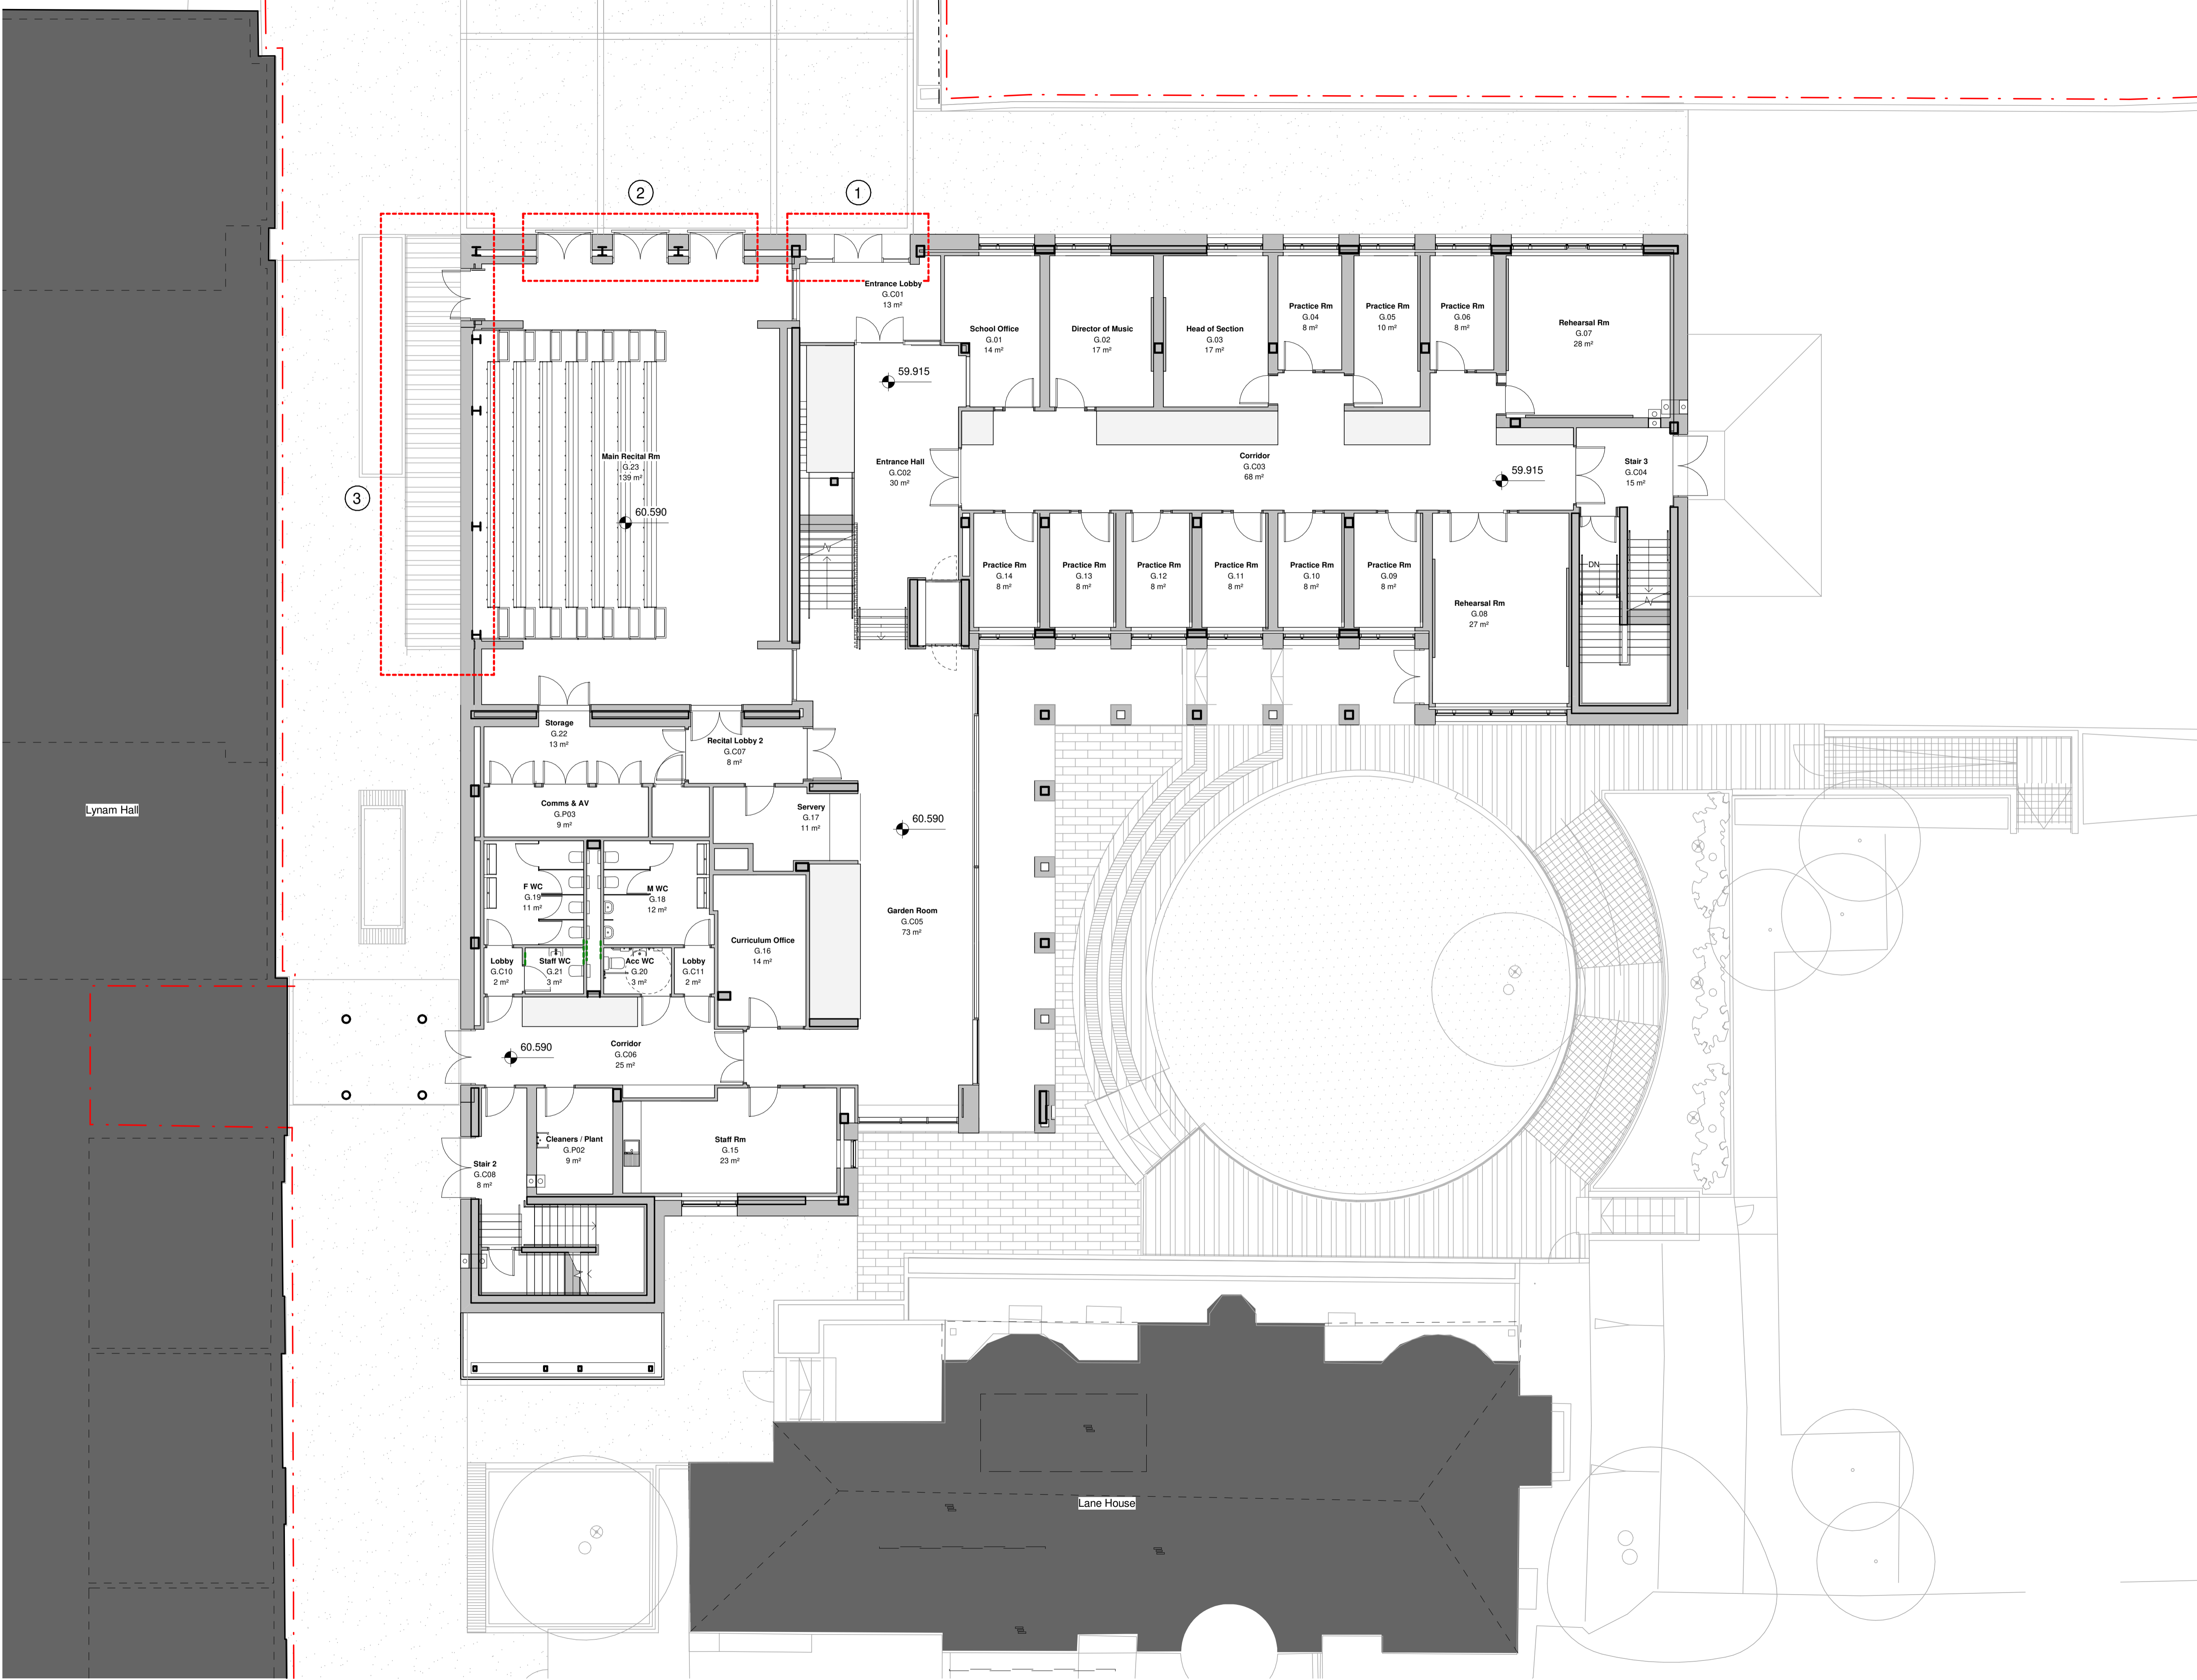 2
1
3
Entrance Lobby
G.C01
13 m²
School Office
G.01
14 m²
Director of Music
G.02
17 m²
Head of Section
G.03
17 m²
Practice Rm
G.04
8 m²
Practice Rm
G.05
10 m²
Practice Rm
G.06
8 m²
Rehearsal Rm
G.07
28 m²
59.915
Main Recital Rm
G.23
139 m²
60.590
Entrance Hall
G.C02
30 m²
Corridor
G.C03
68 m²
59.915
Stair 3
G.C04
15 m²
Practice Rm
G.14
8 m²
Practice Rm
G.13
8 m²
Practice Rm
G.12
8 m²
Practice Rm
G.11
8 m²
Practice Rm
G.10
8 m²
Practice Rm
G.09
8 m²
Rehearsal Rm
G.08
27 m²
DN
Storage
G.22
13 m²
Recital Lobby 2
G.C07
8 m²
Comms & AV
G.P03
9 m²
Servery
G.17
11 m²
60.590
Lynam Hall
F WC
G.19
11 m²
M WC
G.18
12 m²
Garden Room
G.C05
73 m²
Curriculum Office
G.16
14 m²
Lobby
G.C10
2 m²
Staff WC
G.21
3 m²
Acc WC
G.20
3 m²
Lobby
G.C11
2 m²
60.590
Corridor
G.C06
25 m²
Cleaners / Plant
G.P02
9 m²
Staff Rm
G.15
23 m²
Stair 2
G.C08
8 m²
Lane House